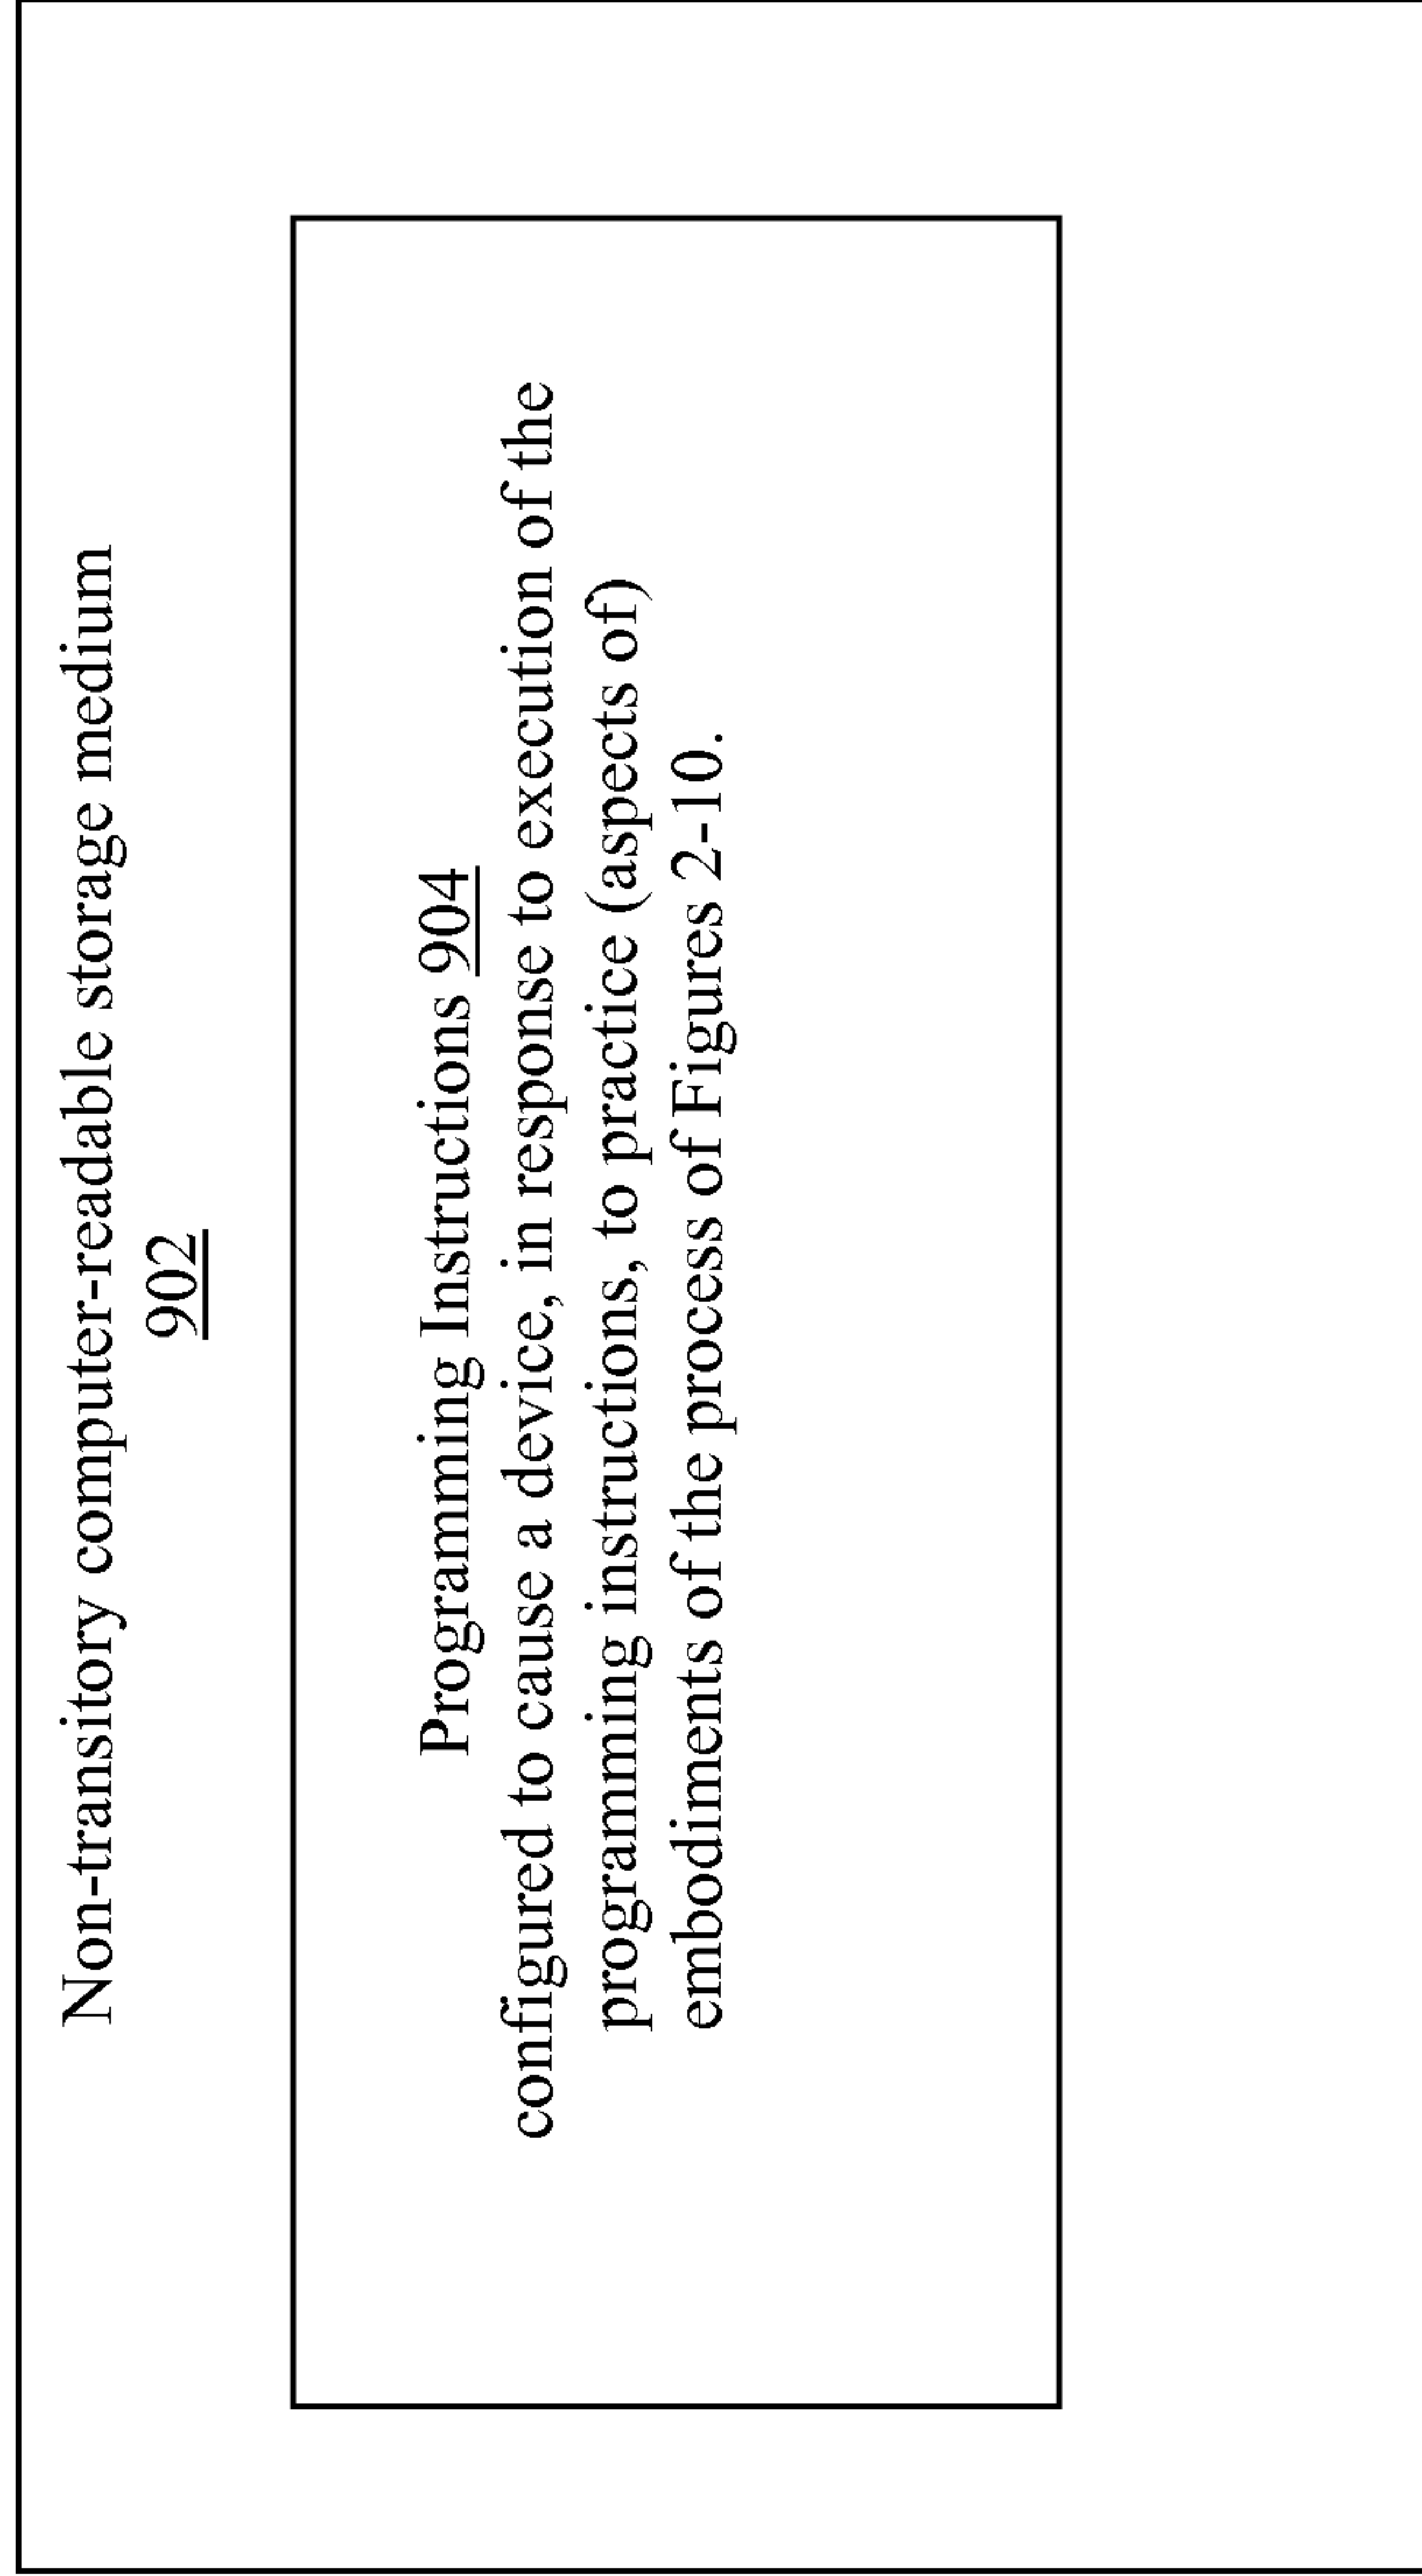 Non-transitory computer-readable storage medium
902
Programming Instructions 904
configured to cause a device, in response to execution of the
programming instructions, to practice (aspects of)
embodiments of the process of Figures 2-10.